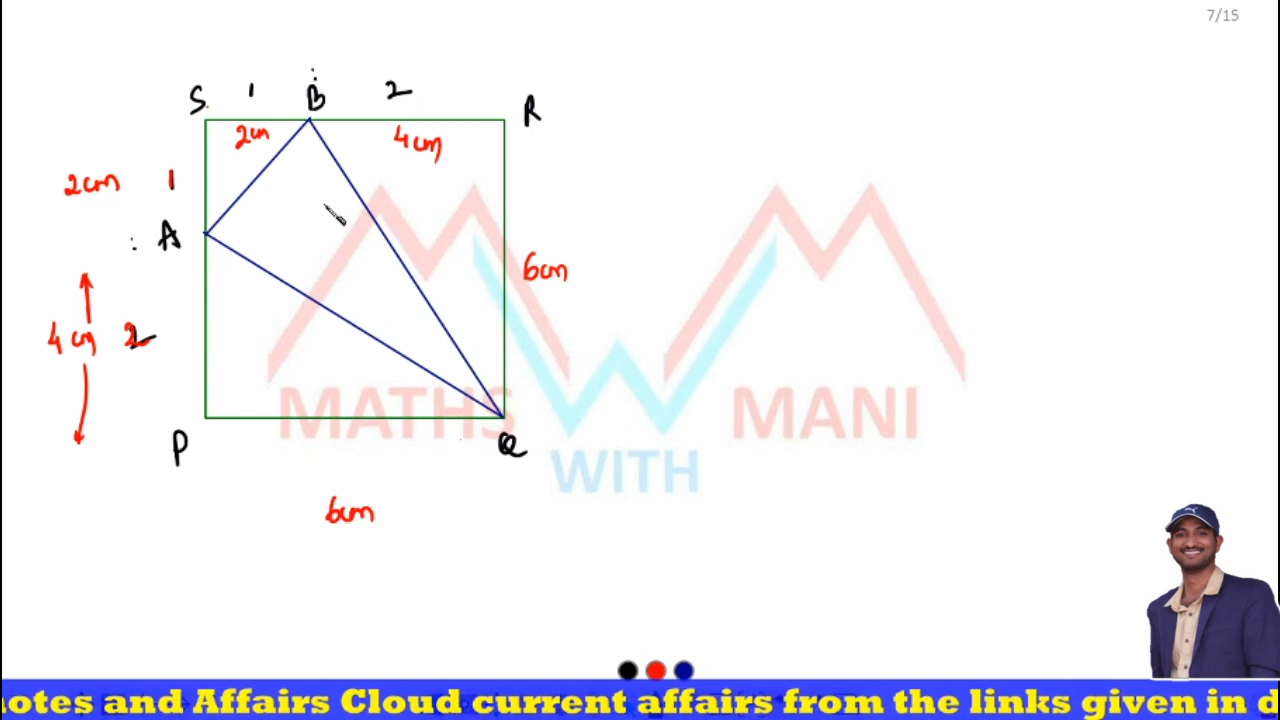 7/15
S 1 B 2 R
2cm 4cm
2cm 1
: A
6cm
4cm 2
MATHS MANI
P Q
WITH
6cm
notes and Affairs Cloud current affairs from the links given in d